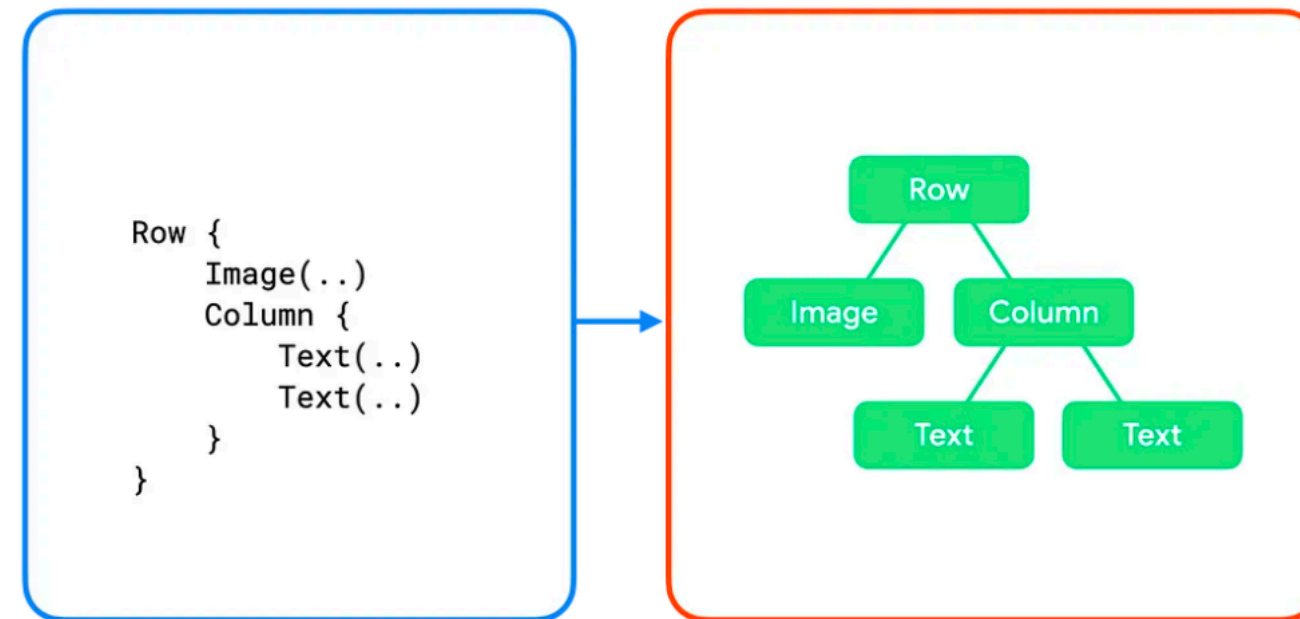 Row {
    Image(..)
    Column {
        Text(..)
        Text(..)
    }
}
Row
Image Column
Text Text